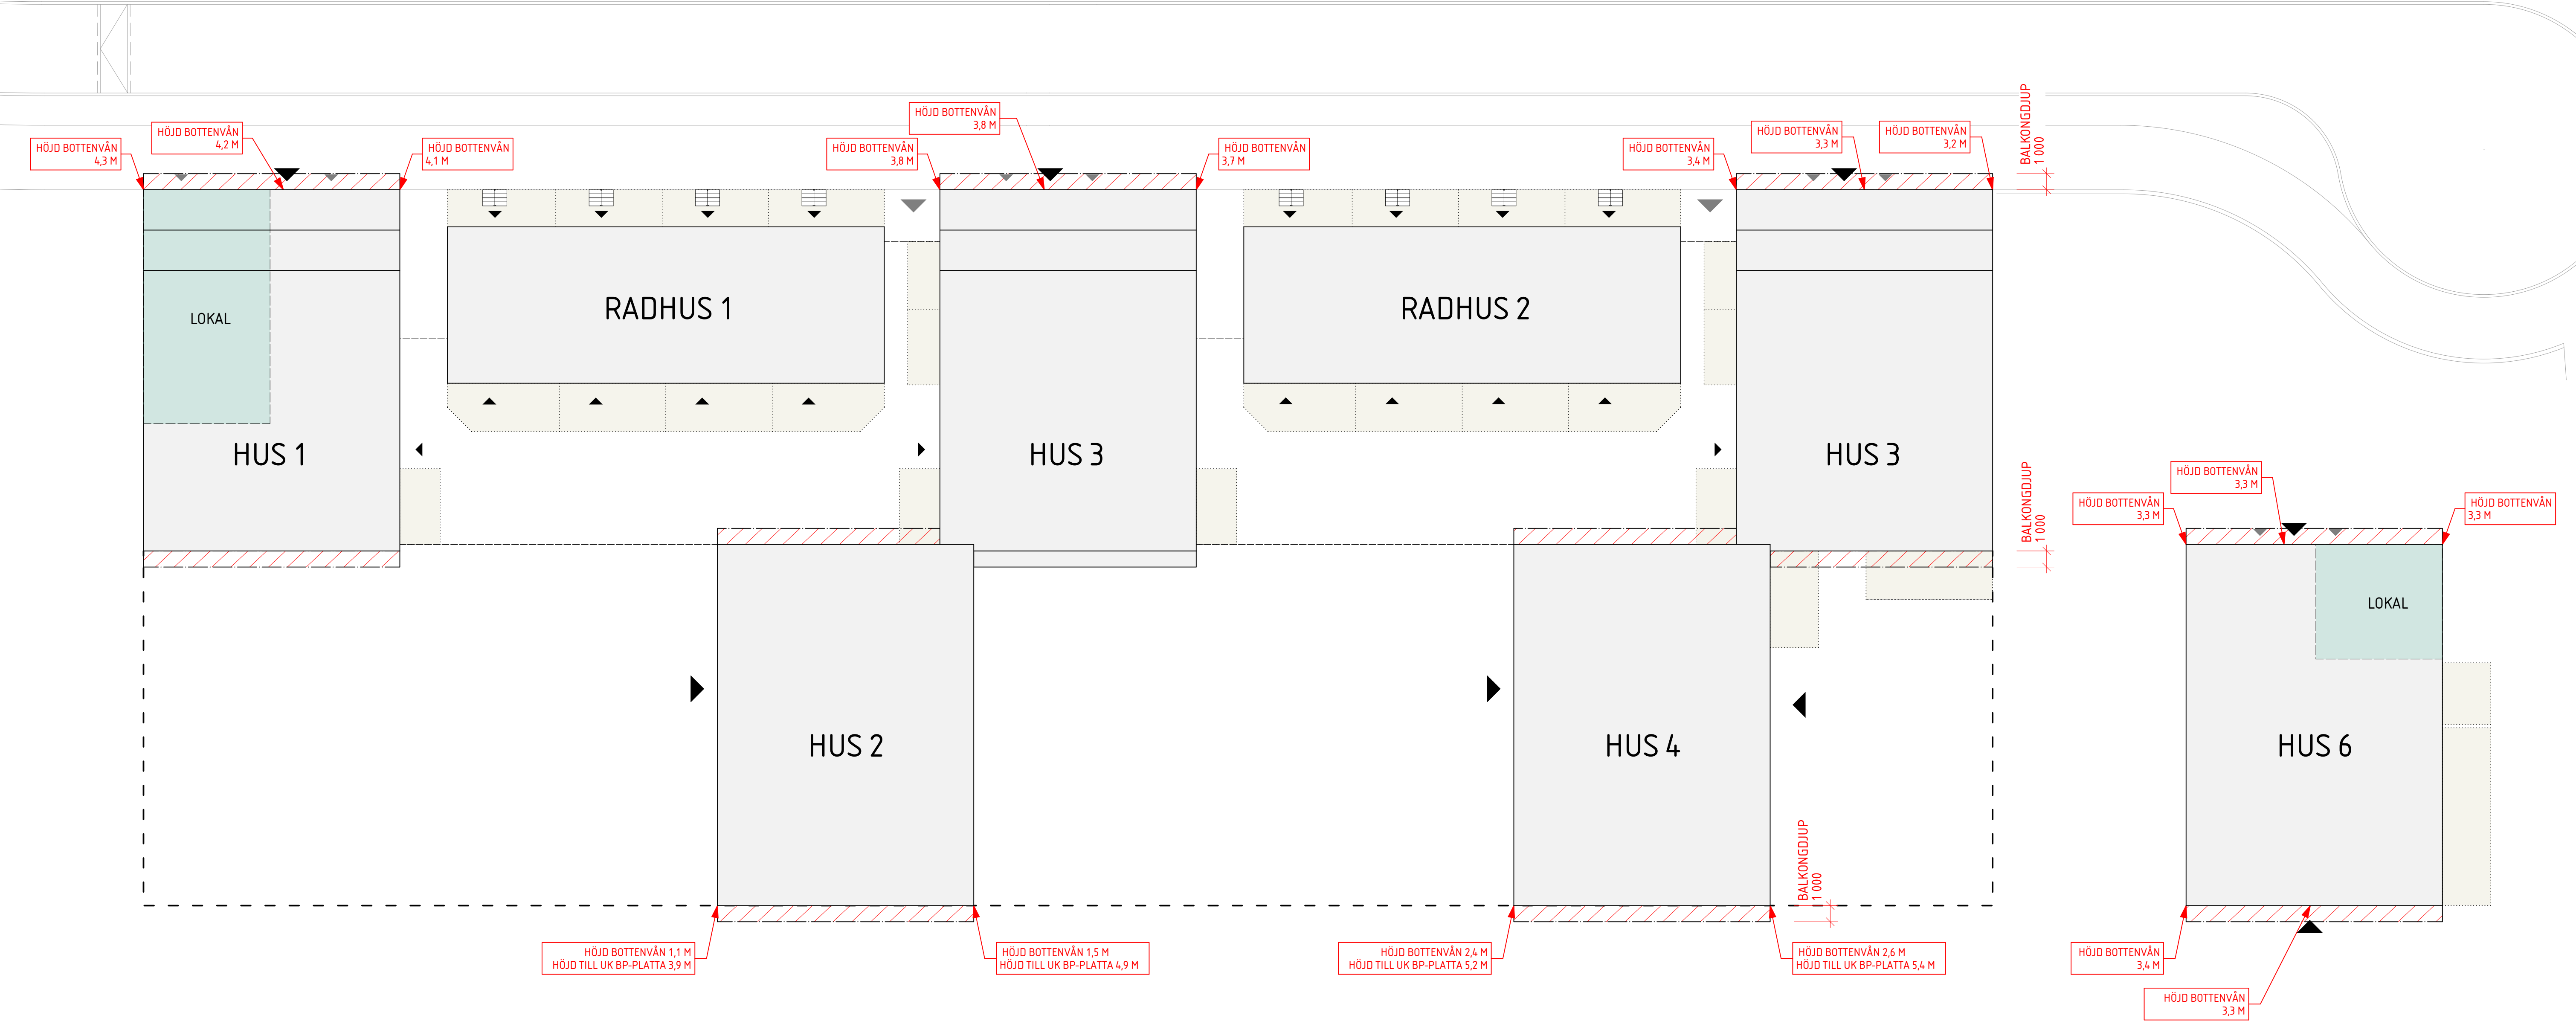 BALKONGDJUP
1 000
HÖJD BOTTENVÅN
4,3 M
HÖJD BOTTENVÅN
4,2 M
HÖJD BOTTENVÅN
4,1 M
HÖJD BOTTENVÅN
3,8 M
HÖJD BOTTENVÅN
3,8 M
HÖJD BOTTENVÅN
3,7 M
HÖJD BOTTENVÅN
3,4 M
HÖJD BOTTENVÅN
3,3 M
HÖJD BOTTENVÅN
3,2 M
LOKAL
RADHUS 1
RADHUS 2
HUS 1
HUS 3
HUS 3
BALKONGDJUP
1 000
HÖJD BOTTENVÅN
3,3 M
HÖJD BOTTENVÅN
3,3 M
HÖJD BOTTENVÅN
3,3 M
LOKAL
HUS 2
HUS 4
HUS 6
BALKONGDJUP
1 000
HÖJD BOTTENVÅN 1,1 M
HÖJD TILL UK BP-PLATTA 3,9 M
HÖJD BOTTENVÅN 1,5 M
HÖJD TILL UK BP-PLATTA 4,9 M
HÖJD BOTTENVÅN 2,4 M
HÖJD TILL UK BP-PLATTA 5,2 M
HÖJD BOTTENVÅN 2,6 M
HÖJD TILL UK BP-PLATTA 5,4 M
HÖJD BOTTENVÅN
3,4 M
HÖJD BOTTENVÅN
3,3 M